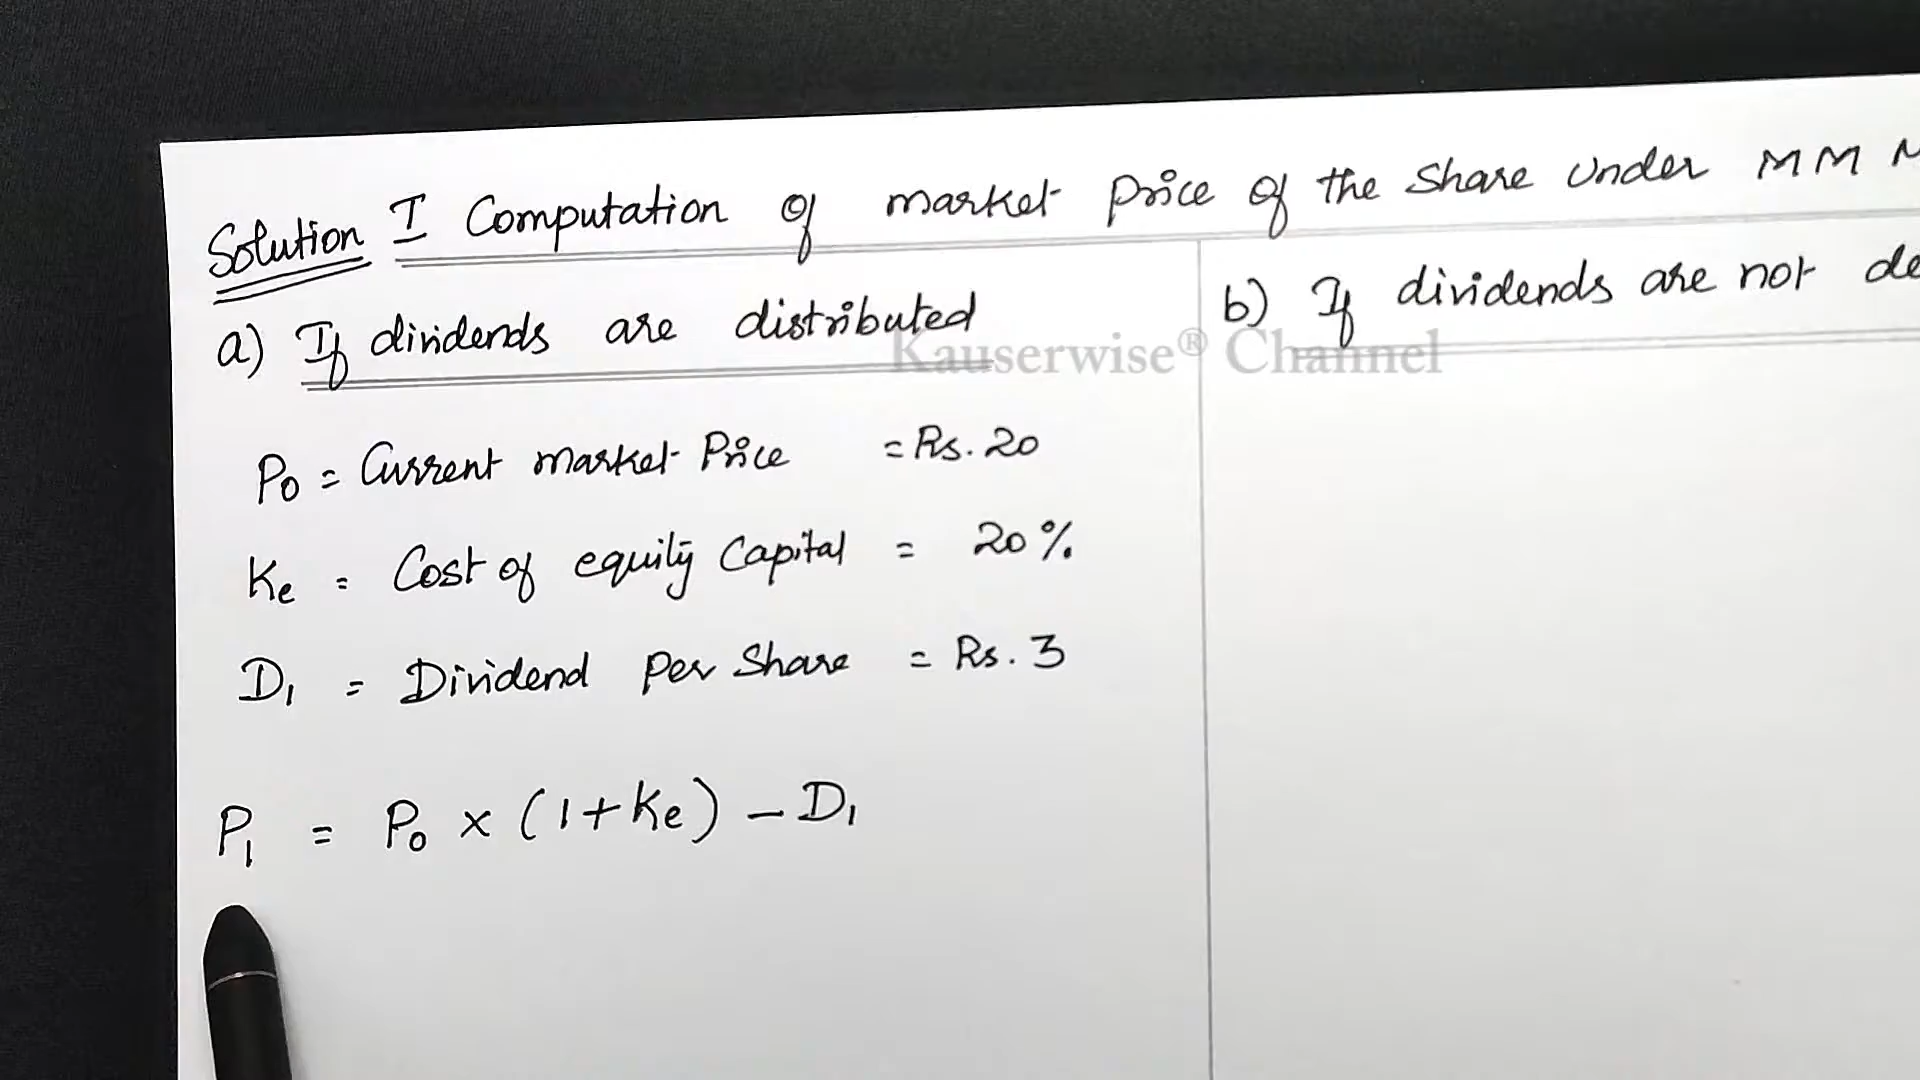 Solution I Computation of market Price of the Share Under MM
a) If dividends are distributed
b) If dividends are not
Kauserwise® Channel
P0 = Current market Price = Rs. 20
Ke = Cost of equity Capital = 20%
D1 = Dividend Per Share = Rs. 3
P1 = P0 × (1+Ke) – D1